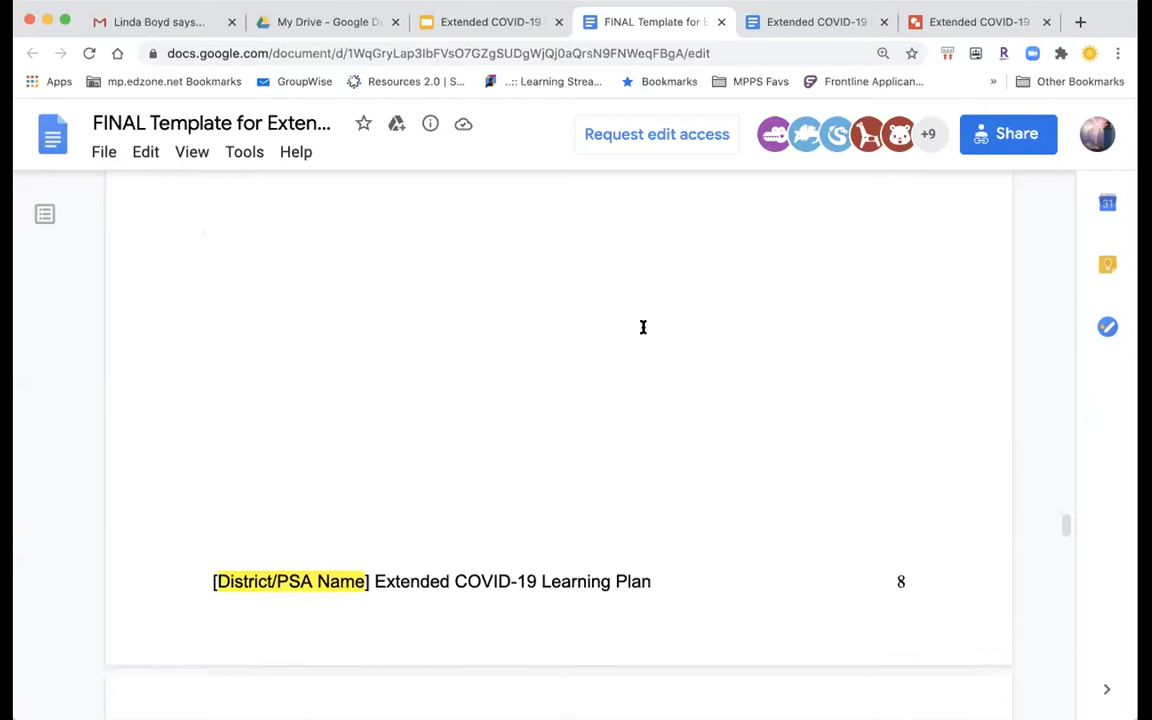 Linda Boyd says...
My Drive - Google D
Extended COVID-19
FINAL Template for E
Extended COVID-19
Extended COVID-19
docs.google.com/document/d/1WqGryLap3IbFVsO7GZgSUDgWjQj0aQrsN9FNWeqFBgA/edit
Apps
mp.edzone.net Bookmarks
GroupWise
Resources 2.0 | S...
..:: Learning Strea...
Bookmarks
MPPS Favs
Frontline Applican...
»
Other Bookmarks
FINAL Template for Exten...
Request edit access
+9
Share
File Edit View Tools Help
31
[District/PSA Name] Extended COVID-19 Learning Plan 8